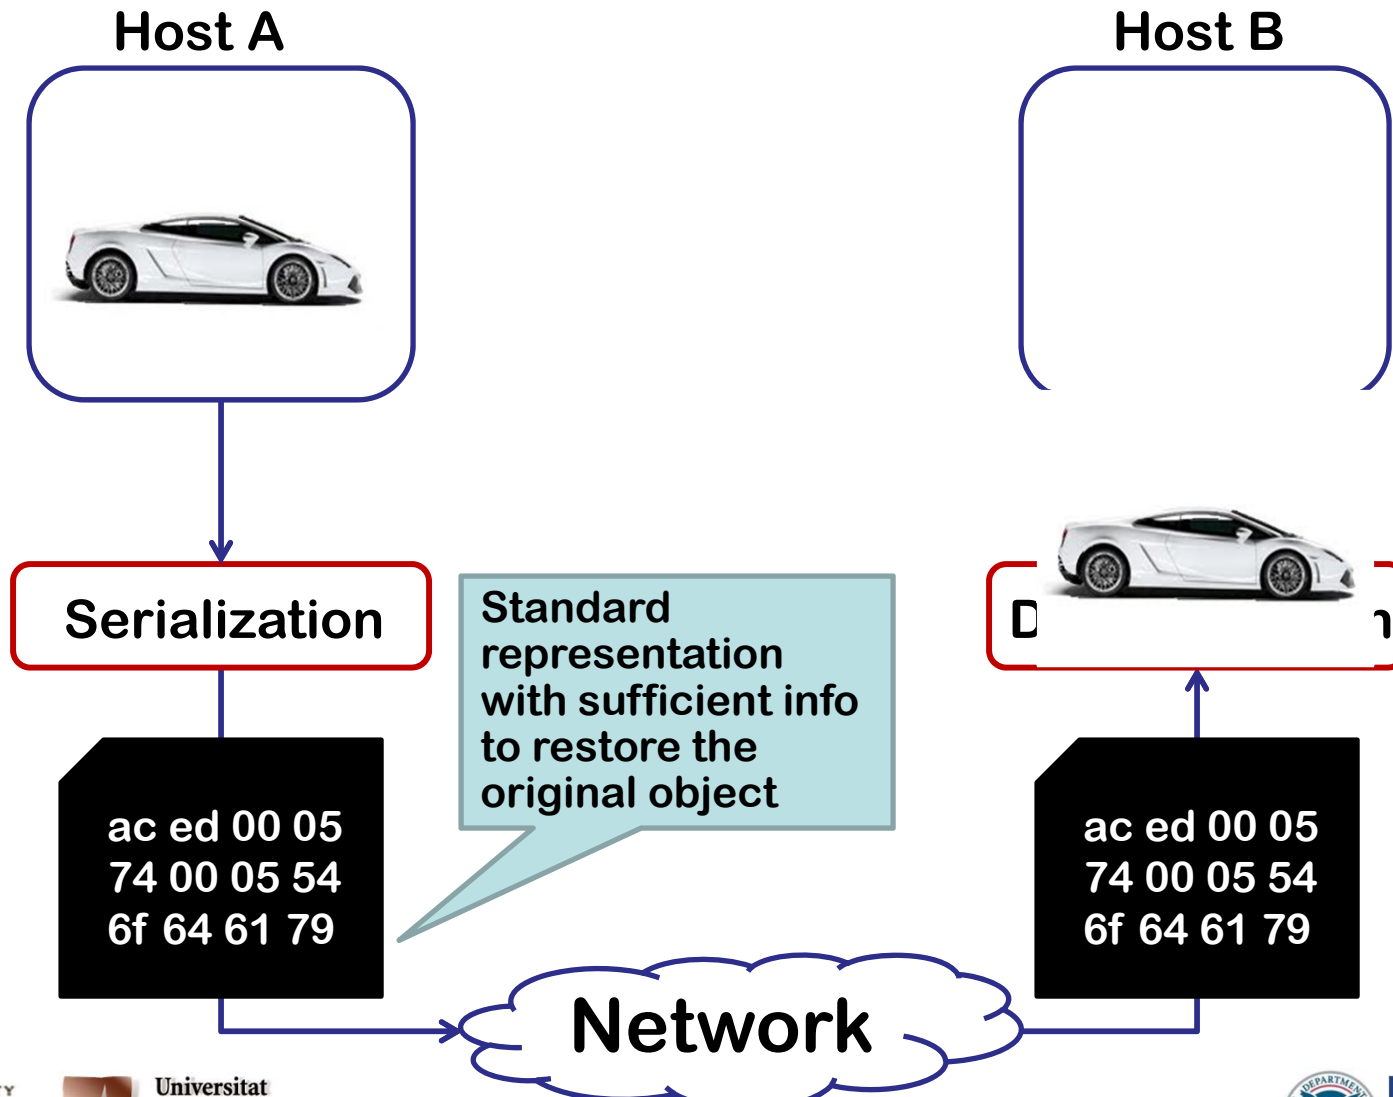 Host A
Host B
Serialization
Standard
representation
with sufficient info
to restore the
original object
ac ed 00 05
74 00 05 54
6f 64 61 79
ac ed 00 05
74 00 05 54
6f 64 61 79
Network
Universitat